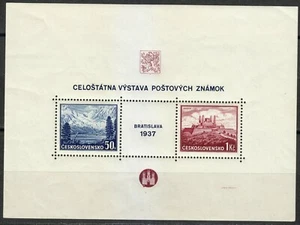 CELOŠTÁTNA VÝSTAVA POŠTOVÝCH ZNÁMOK
BRATISLAVA
1937
50h
ČESKOSLOVENSKO
1Kč
ČESKOSLOVENSKO